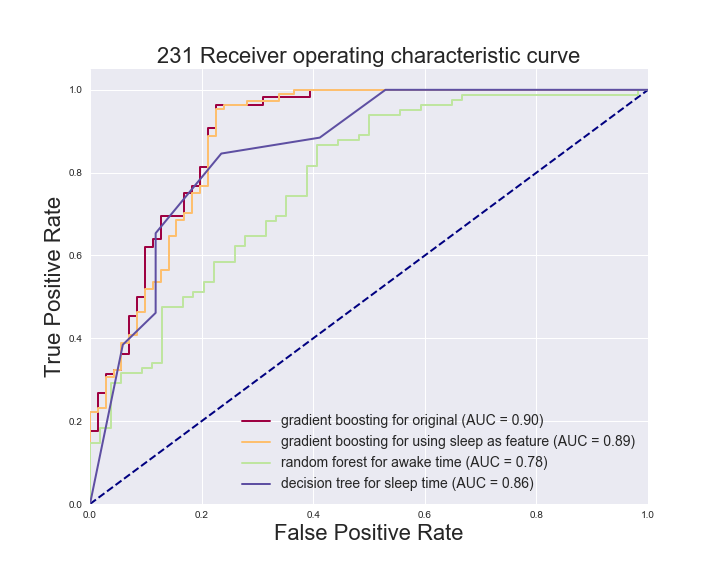 231 Receiver operating characteristic curve
True Positive Rate
1.0
0.8
0.6
0.4
0.2
0.0
gradient boosting for original (AUC = 0.90)
gradient boosting for using sleep as feature (AUC = 0.89)
random forest for awake time (AUC = 0.78)
decision tree for sleep time (AUC = 0.86)
0.0 0.2 0.4 0.6 0.8 1.0
False Positive Rate